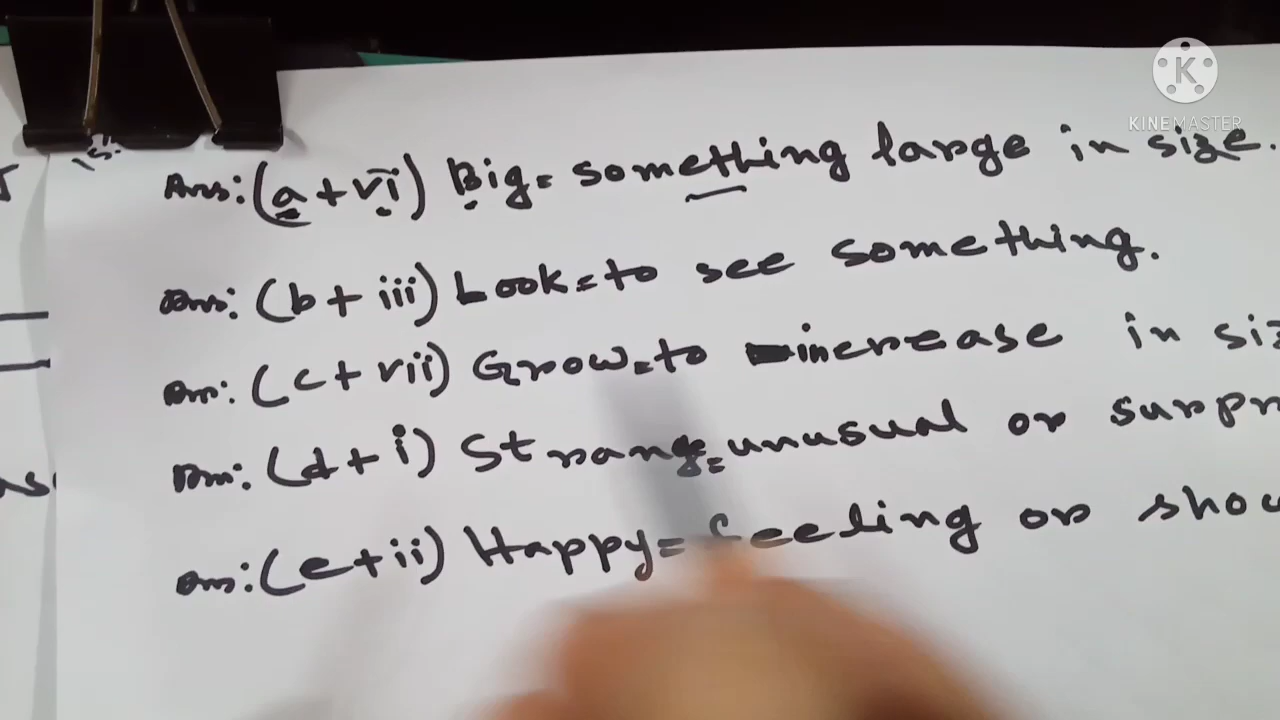 KINEMASTER
Ans: (a + vi) Big = something large in size.
Ans: (b + iii) Look = to see something.
Ans: (c + vii) Grow = to increase in
Ans: (d + i) Strange = unusual or
Ans: (e + ii) Happy = feeling or